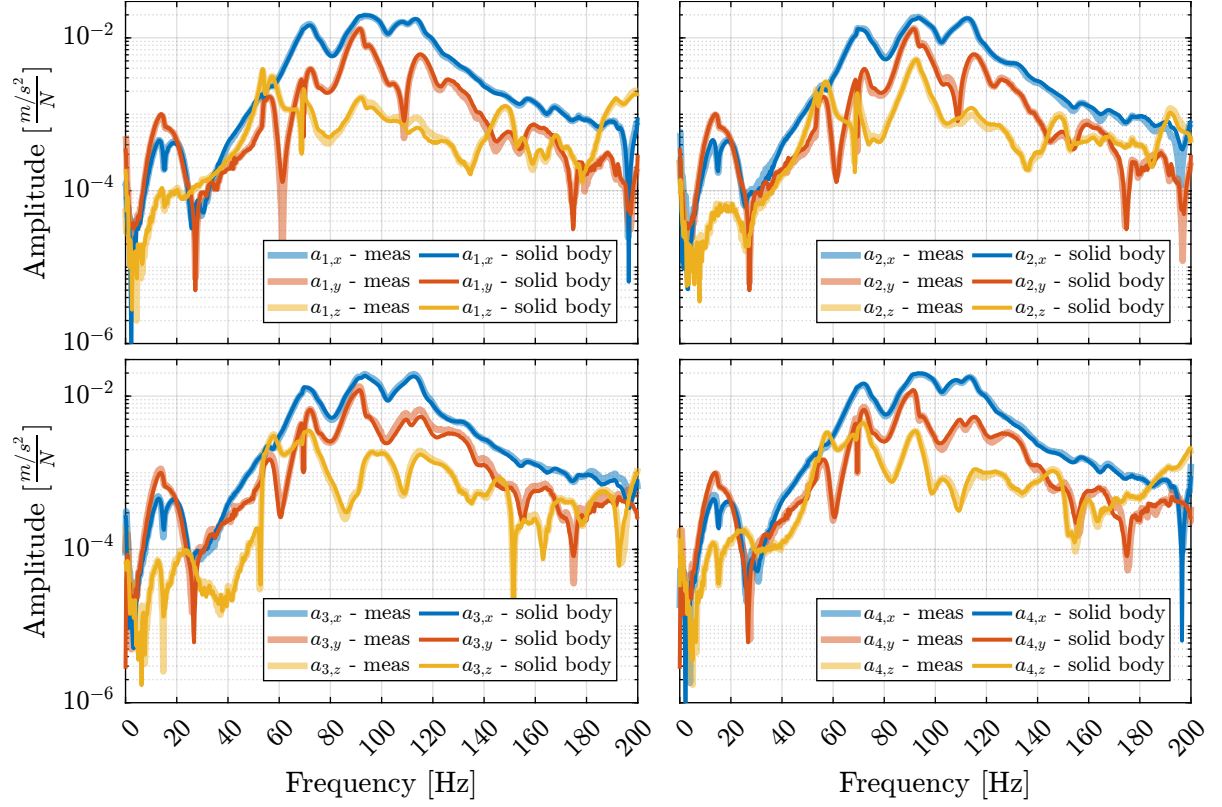 Amplitude [m/s²/N]
10⁻²
10⁻⁴
10⁻⁶
a₁,ₓ - meas a₁,ₓ - solid body
a₁,y - meas a₁,y - solid body
a₁,z - meas a₁,z - solid body
a₂,ₓ - meas a₂,ₓ - solid body
a₂,y - meas a₂,y - solid body
a₂,z - meas a₂,z - solid body
Amplitude [m/s²/N]
10⁻²
10⁻⁴
10⁻⁶
a₃,ₓ - meas a₃,ₓ - solid body
a₃,y - meas a₃,y - solid body
a₃,z - meas a₃,z - solid body
0 20 40 60 80 100 120 140 160 180 200
Frequency [Hz]
a₄,ₓ - meas a₄,ₓ - solid body
a₄,y - meas a₄,y - solid body
a₄,z - meas a₄,z - solid body
0 20 40 60 80 100 120 140 160 180 200
Frequency [Hz]